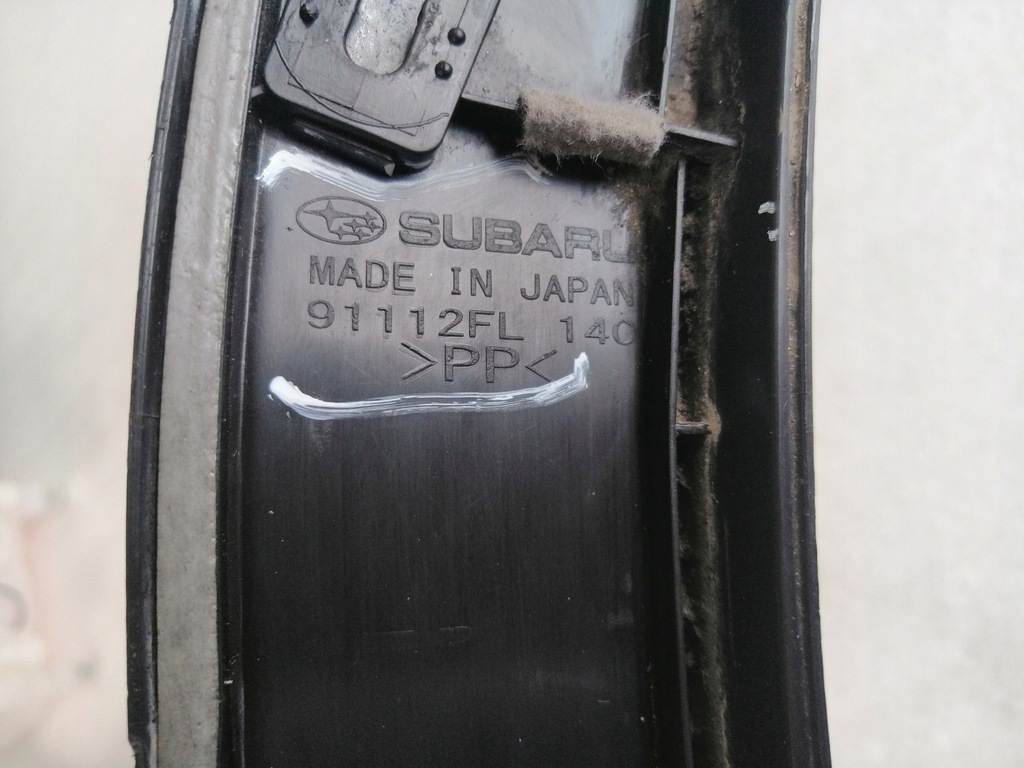 SUBARU
MADE IN JAPAN
91112FL 140
>PP<